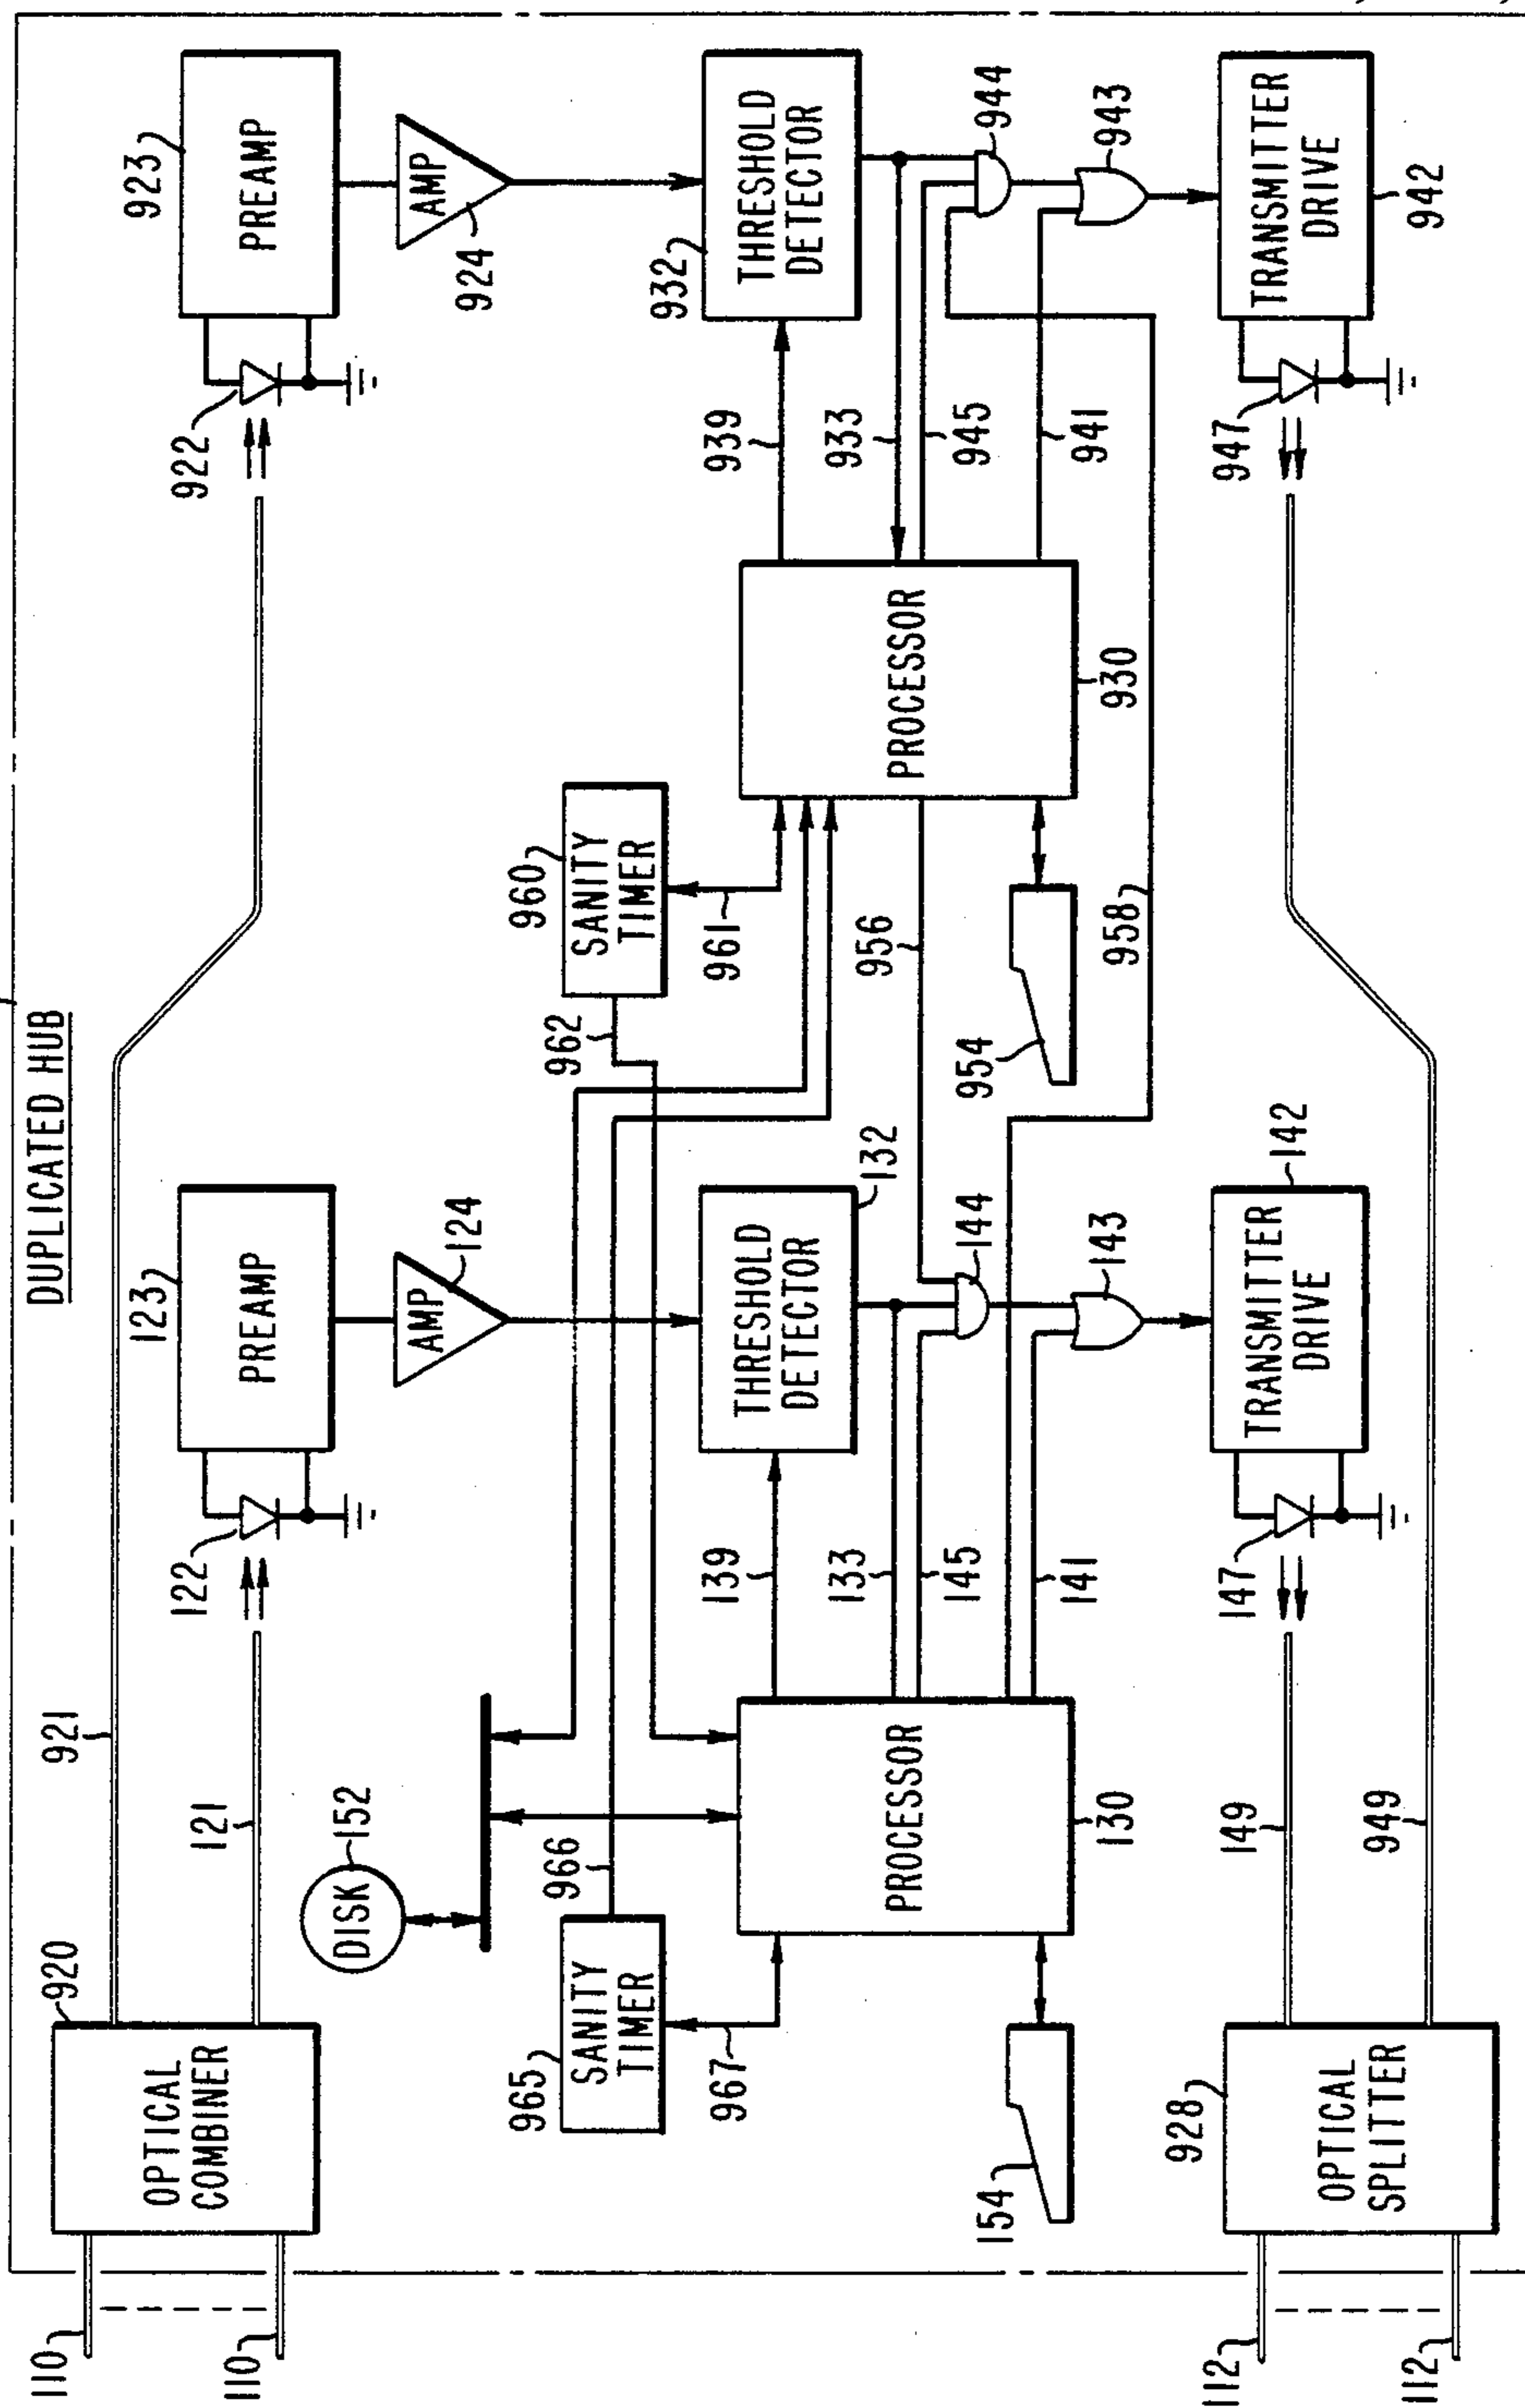 DUPLICATED HUB
110
920
OPTICAL
COMBINER
110
921
121
122
123
PREAMP
922
923
PREAMP
DISK
152
AMP
124
AMP
924
965
SANITY
TIMER
966
967
962
960
SANITY
TIMER
961
139
THRESHOLD
DETECTOR
132
939
932
THRESHOLD
DETECTOR
PROCESSOR
130
133
145
141
144
143
956
PROCESSOR
930
933
945
941
944
943
154
954
958
112
928
OPTICAL
SPLITTER
112
149
949
147
TRANSMITTER
DRIVE
142
947
TRANSMITTER
DRIVE
942